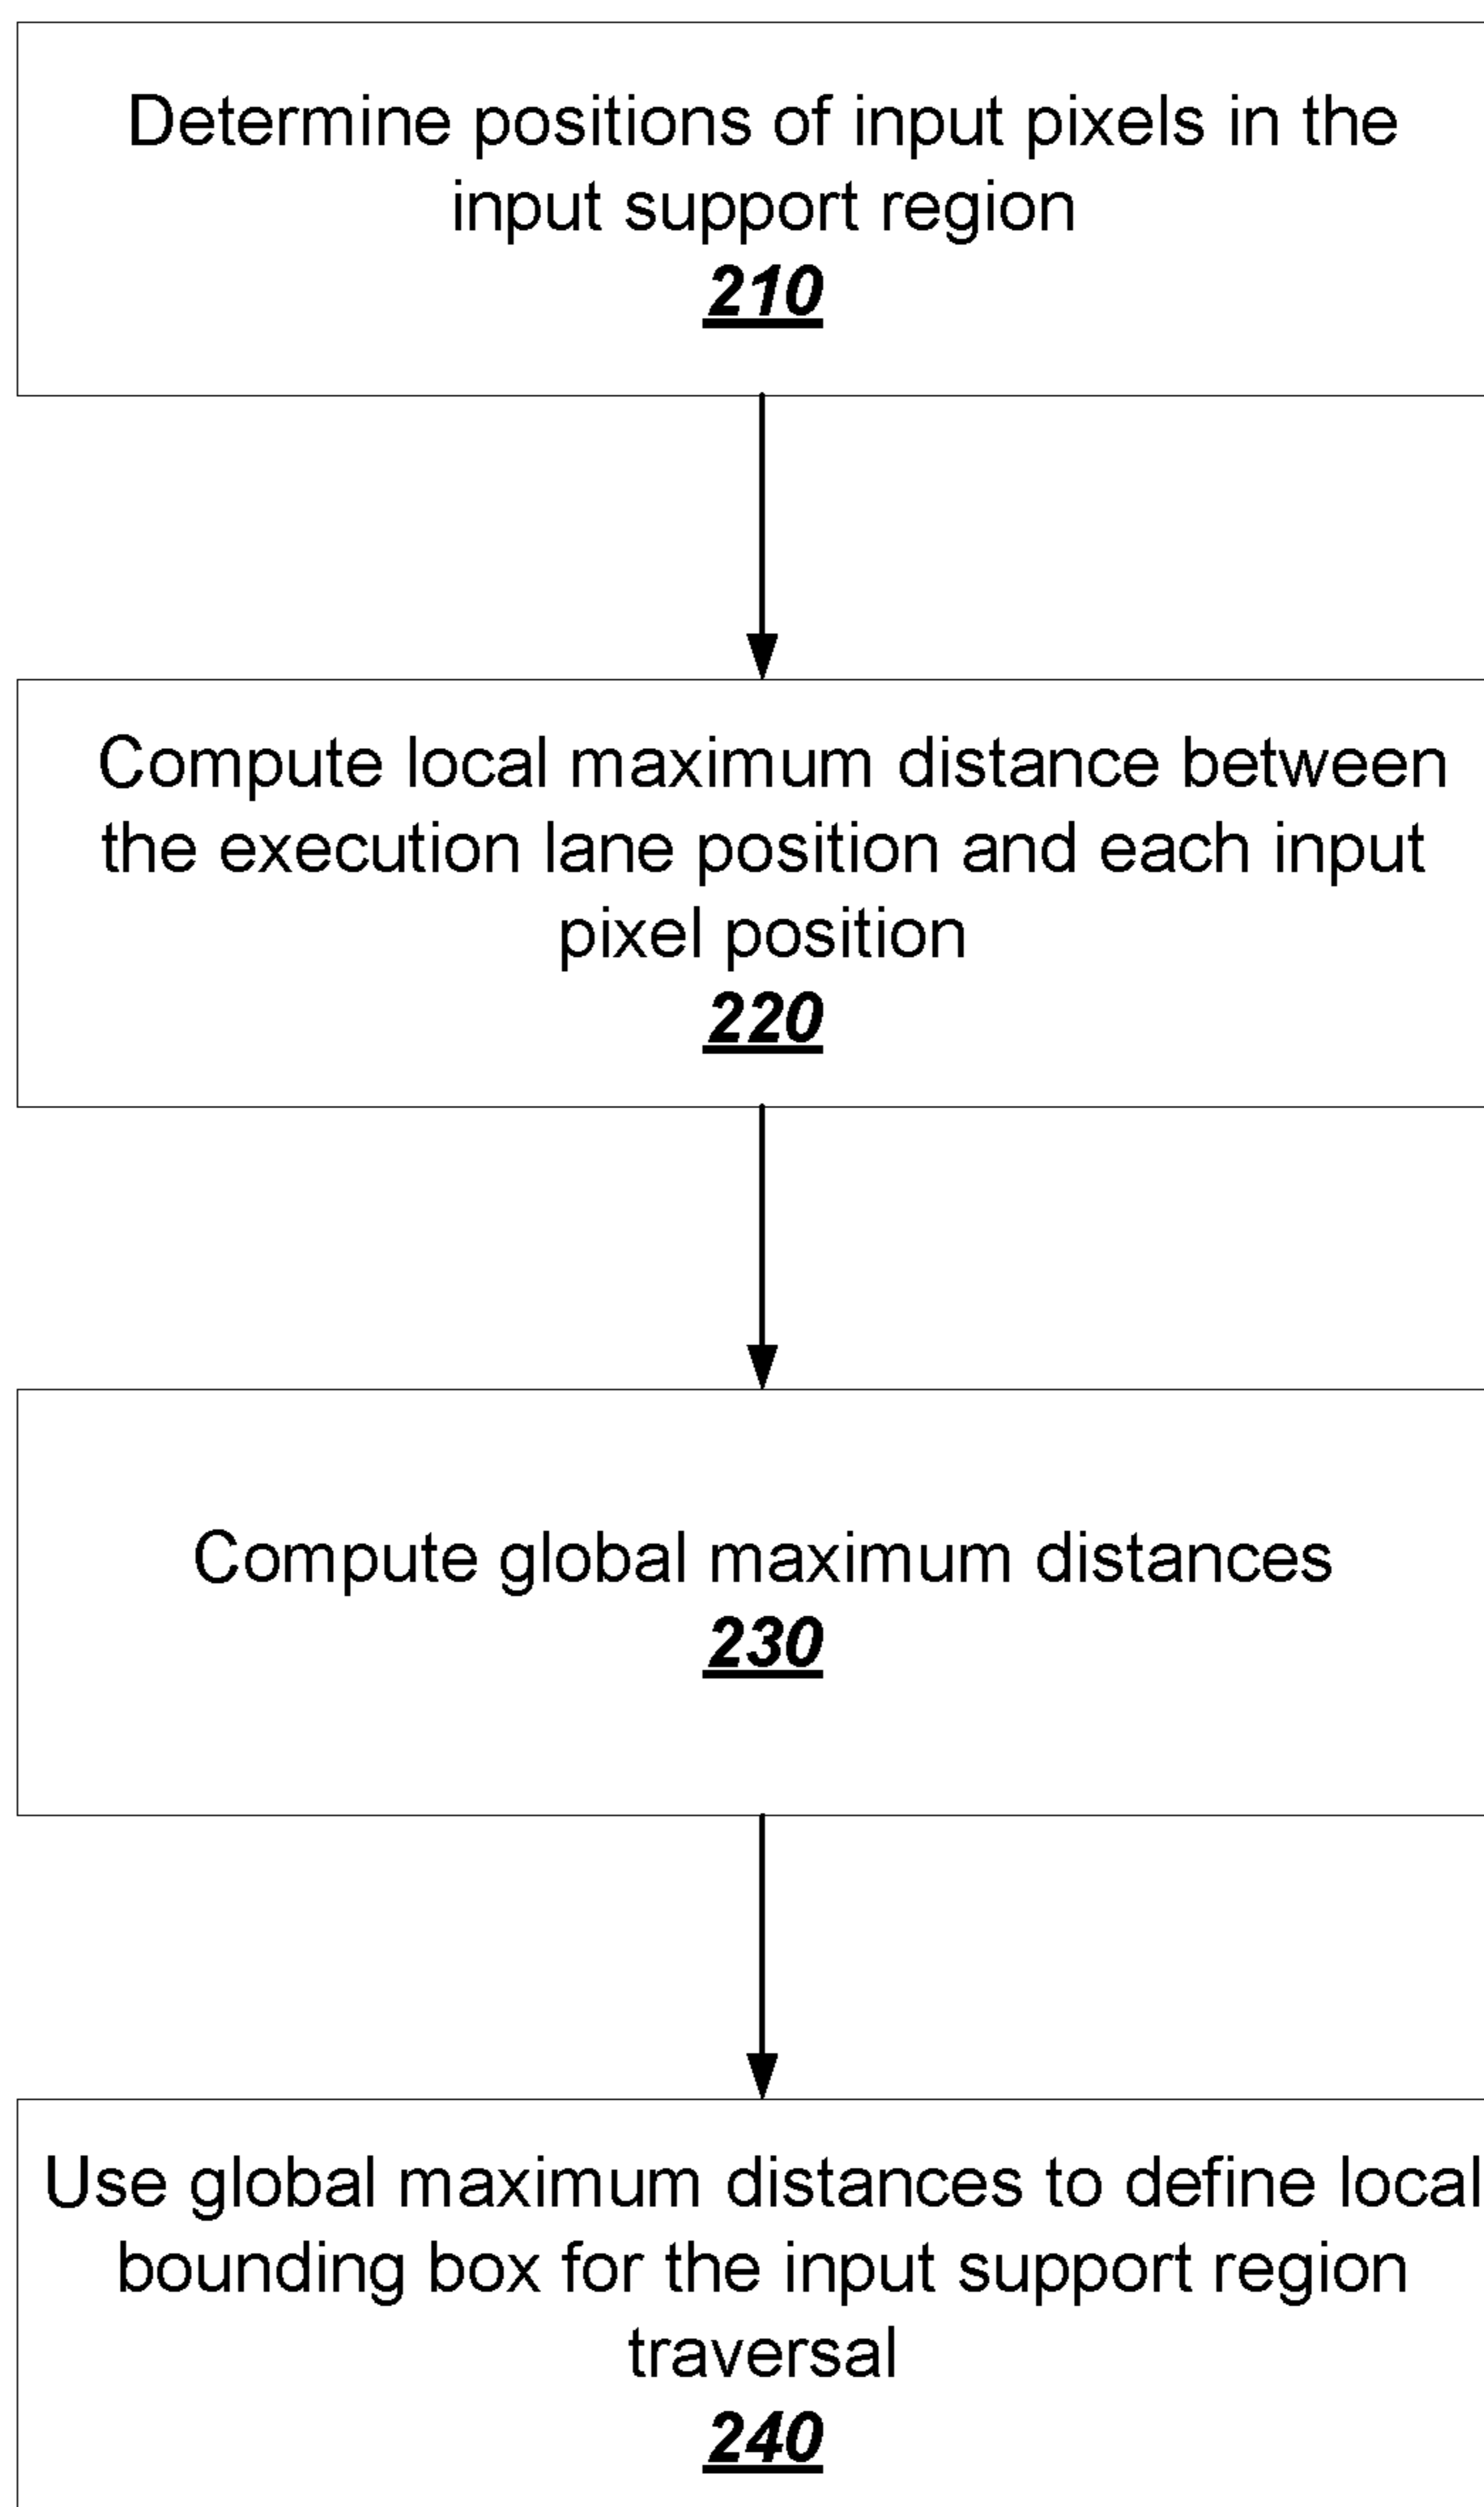 Determine positions of input pixels in the
input support region
210
Compute local maximum distance between
the execution lane position and each input
pixel position
220
Compute global maximum distances
230
Use global maximum distances to define local
bounding box for the input support region
traversal
240